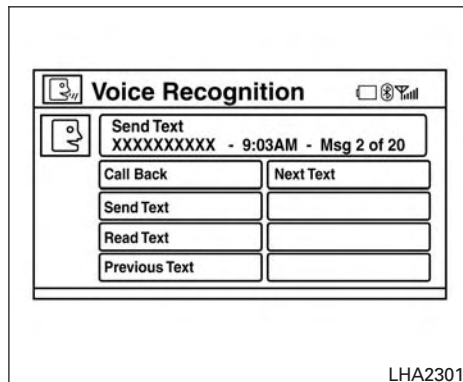 Voice Recognition
Send Text
XXXXXXXXXX - 9:03AM - Msg 2 of 20
Call Back
Next Text
Send Text
Read Text
Previous Text
LHA2301